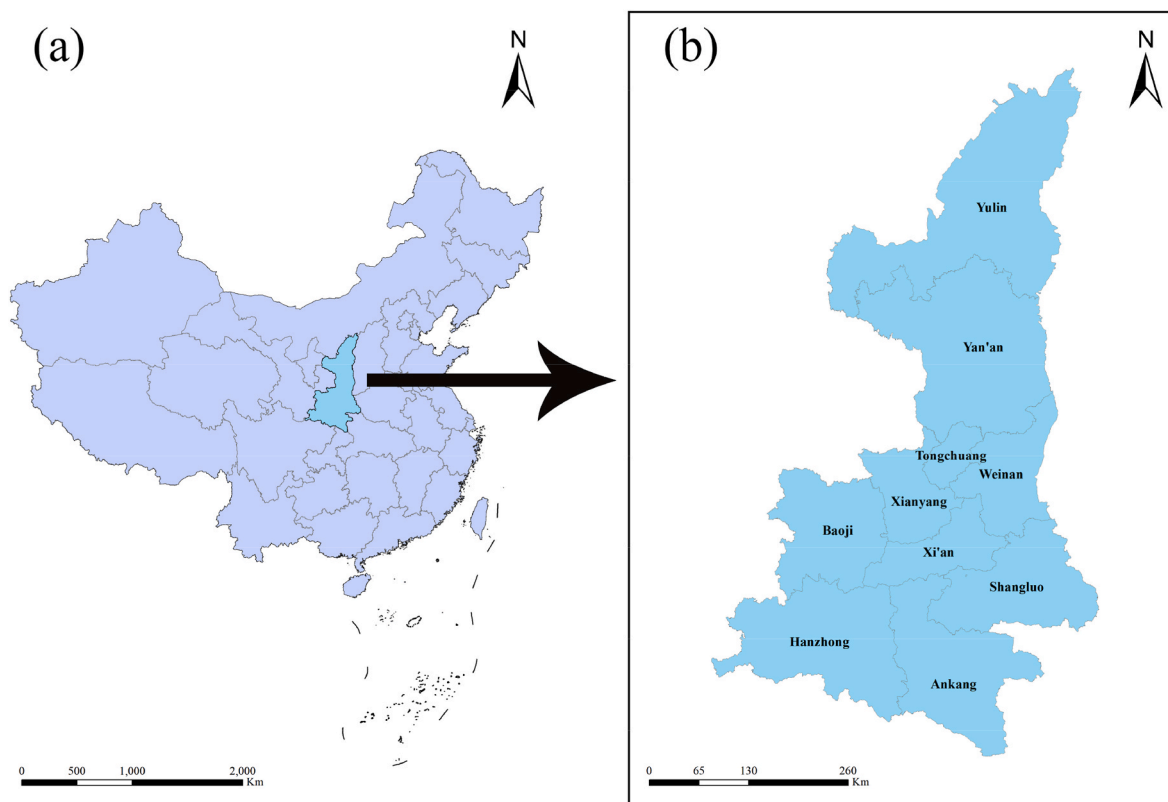 (a)
N
0 500 1,000 2,000
Km
(b)
N
Yulin
Yan'an
Tongchuang
Weinan
Xianyang
Baoji
Xi'an
Shangluo
Hanzhong
Ankang
0 65 130 260
Km